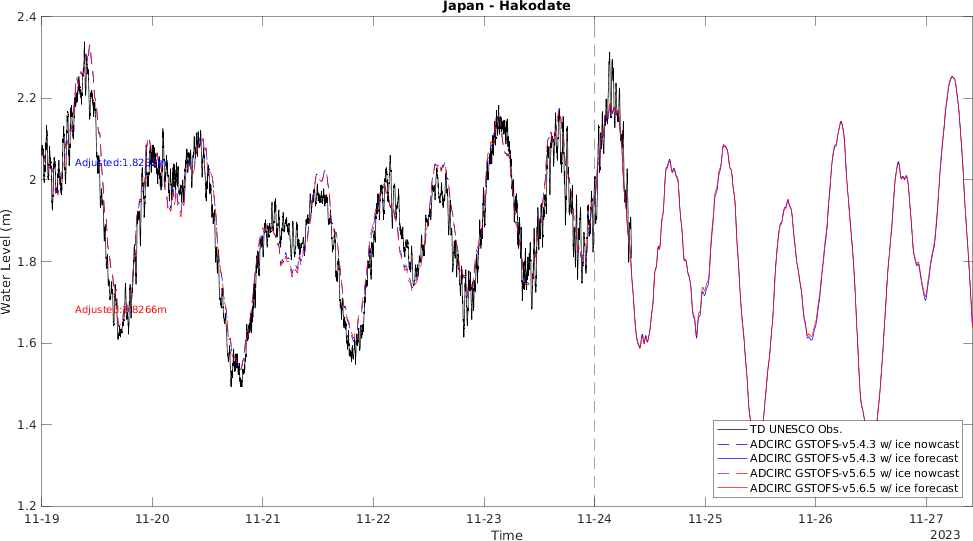 Japan - Hakodate
2.4
2.2
2
1.8
1.6
1.4
1.2
Water Level (m)
Adjusted:
Adjusted:
11-19
11-20
11-21
11-22
11-23
11-24
11-25
11-26
11-27
Time
2023
TD UNESCO Obs.
ADCIRC GSTOFS-v5.4.3 w/ ice nowcast
ADCIRC GSTOFS-v5.4.3 w/ ice forecast
ADCIRC GSTOFS-v5.6.5 w/ ice nowcast
ADCIRC GSTOFS-v5.6.5 w/ ice forecast